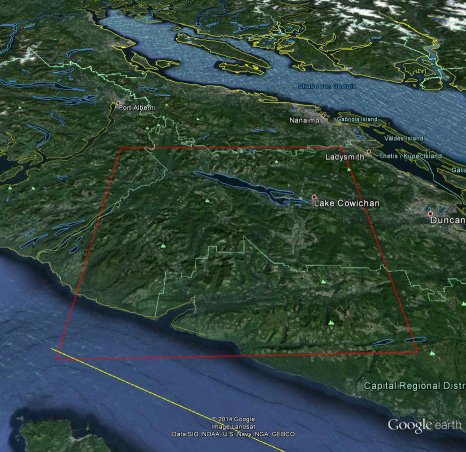 Strait of Georgia
Port Alberni
Nanaimo
Gabriola Island
Valdes Island
Ladysmith
Thetis / Kuper Island
Galia
Lake Cowichan
Duncan
Capital Regional Distr
© 2014 Google
Image Landsat
Data SIO, NOAA, U.S. Navy, NGA, GEBCO
Google earth